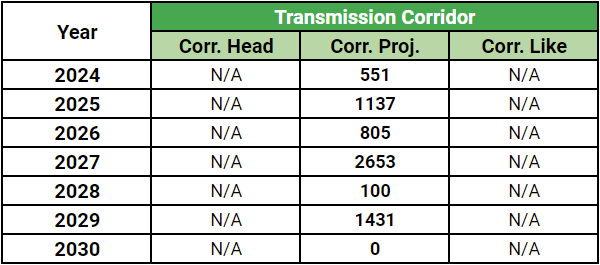 Year Transmission Corridor
Corr. Head Corr. Proj. Corr. Like
2024 N/A 551 N/A
2025 N/A 1137 N/A
2026 N/A 805 N/A
2027 N/A 2653 N/A
2028 N/A 100 N/A
2029 N/A 1431 N/A
2030 N/A 0 N/A